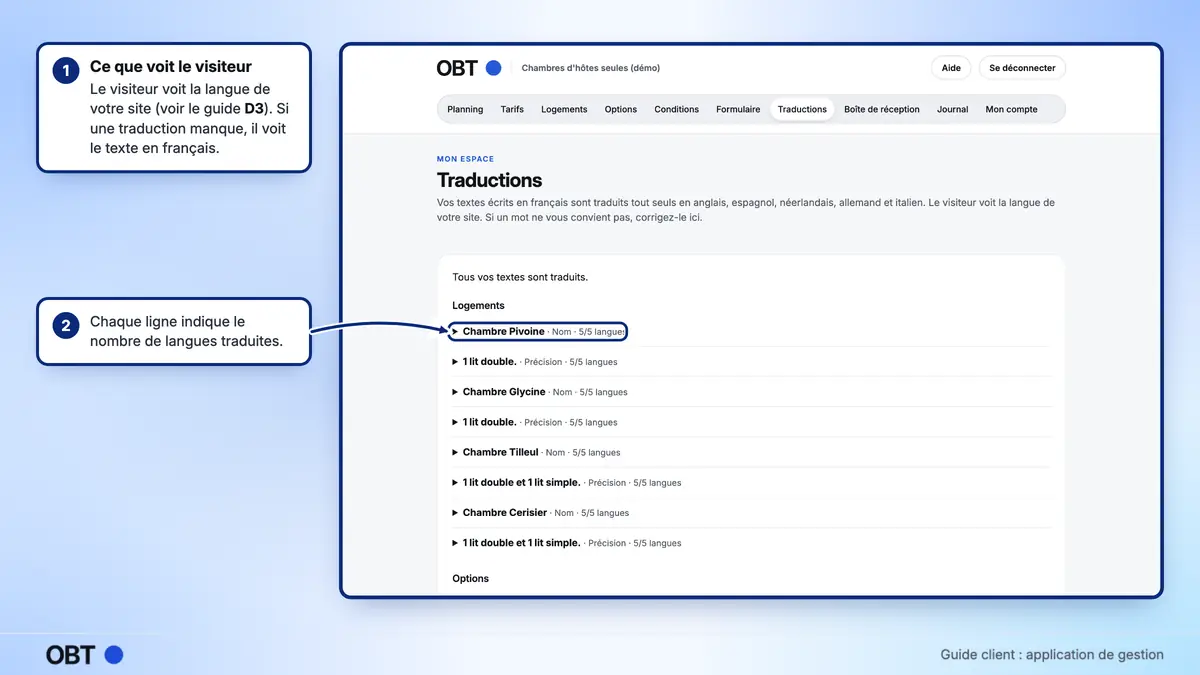 1
Ce que voit le visiteur
Le visiteur voit la langue de
votre site (voir le guide D3). Si
une traduction manque, il voit
le texte en français.
2
Chaque ligne indique le
nombre de langues traduites.
OBT
Chambres d'hôtes seules (démo)
Aide
Se déconnecter
Planning Tarifs Logements Options Conditions Formulaire Traductions Boîte de réception Journal Mon compte
MON ESPACE
Traductions
Vos textes écrits en français sont traduits tout seuls en anglais, espagnol, néerlandais, allemand et italien. Le visiteur voit la langue de
votre site. Si un mot ne vous convient pas, corrigez-le ici.
Tous vos textes sont traduits.
Logements
Chambre Pivoine · Nom · 5/5 langues
1 lit double. · Précision · 5/5 langues
Chambre Glycine · Nom · 5/5 langues
1 lit double. · Précision · 5/5 langues
Chambre Tilleul · Nom · 5/5 langues
1 lit double et 1 lit simple. · Précision · 5/5 langues
Chambre Cerisier · Nom · 5/5 langues
1 lit double et 1 lit simple. · Précision · 5/5 langues
Options
OBT
Guide client : application de gestion